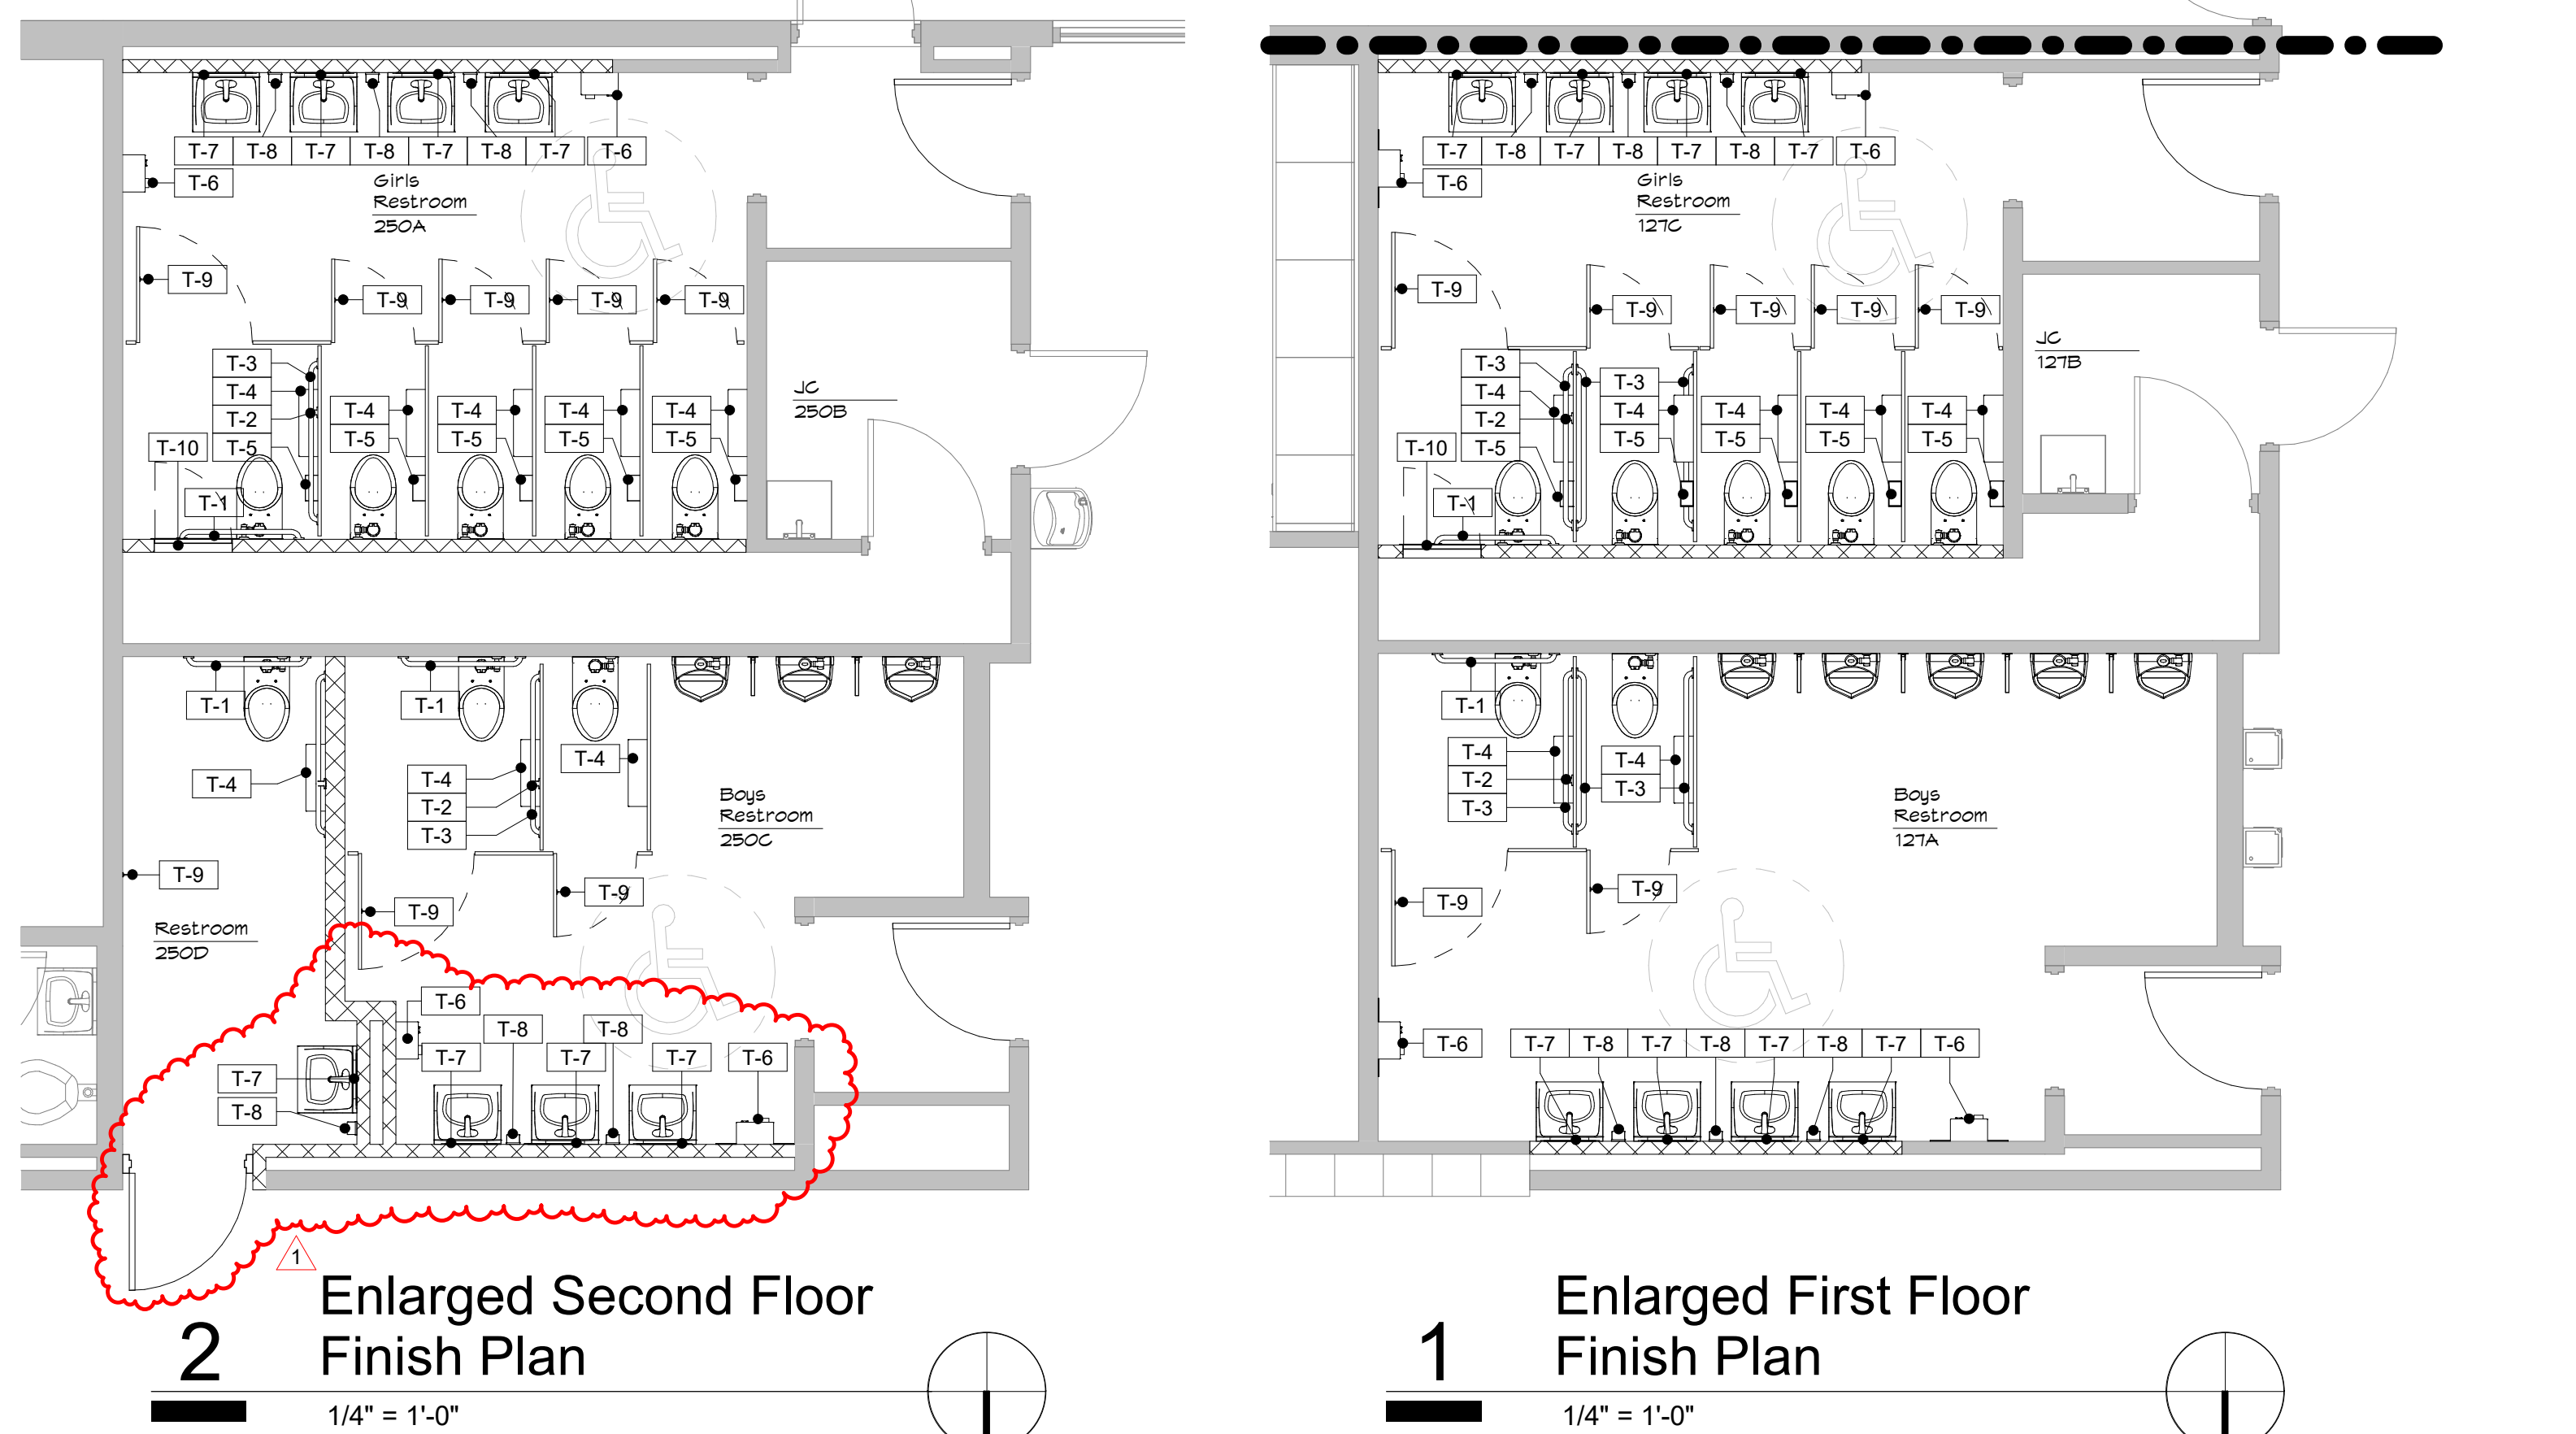 T-7 T-8 T-7 T-8 T-7 T-8 T-7 T-6
T-6
Girls
Restroom
250A
T-9
T-9 T-9 T-9 T-9
T-3
T-4
T-2
T-5
T-10
T-1
T-4 T-4 T-4 T-4
T-5 T-5 T-5 T-5
JC
250B
T-1
T-1
T-4
T-4
T-4
T-2
T-3
Boys
Restroom
250C
T-9
T-9
T-9
Restroom
250D
T-6
T-8 T-8
T-7 T-7 T-7 T-6
T-7
T-8
1
2
Enlarged Second Floor
Finish Plan
1/4" = 1'-0"
T-7 T-8 T-7 T-8 T-7 T-8 T-7 T-6
T-6
Girls
Restroom
127C
T-9
T-9 T-9 T-9 T-9
JC
127B
T-3
T-4
T-2
T-5
T-10
T-1
T-3
T-4 T-4 T-4 T-4
T-5 T-5 T-5 T-5
T-1
T-4
T-2
T-3
T-4
T-3
Boys
Restroom
127A
T-9
T-9
T-6
T-7 T-8 T-7 T-8 T-7 T-8 T-7 T-6
1
Enlarged First Floor
Finish Plan
1/4" = 1'-0"